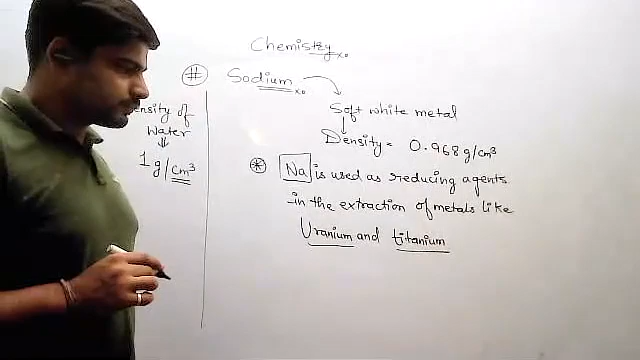 Chemistry
# Sodium
Soft white metal
Density = 0.968 g/cm³
ensity of
Water
1 g/cm³
* Na is used as reducing agents
in the extraction of metals like
Uranium and titanium